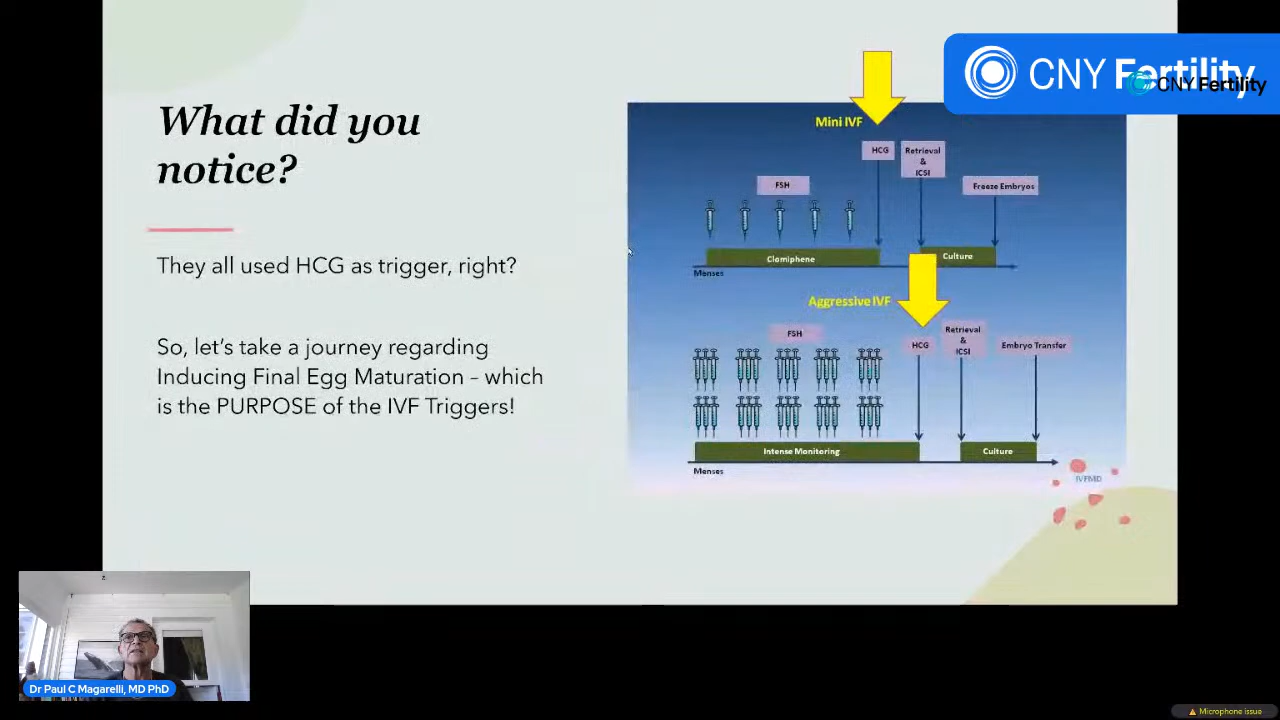 What did you
notice?
They all used HCG as trigger, right?
So, let's take a journey regarding
Inducing Final Egg Maturation – which
is the PURPOSE of the IVF Triggers!
CNY Fertility
CNY Fertility
Mini IVF
HCG
Retrieval
&
ICSI
FSH
Freeze Embryos
Clomiphene
Culture
Menses
Aggressive IVF
FSH
HCG
Retrieval
&
ICSI
Embryo Transfer
Intense Monitoring
Culture
Menses
IVFMD
Dr Paul C Magarelli, MD PhD
Microphone issue